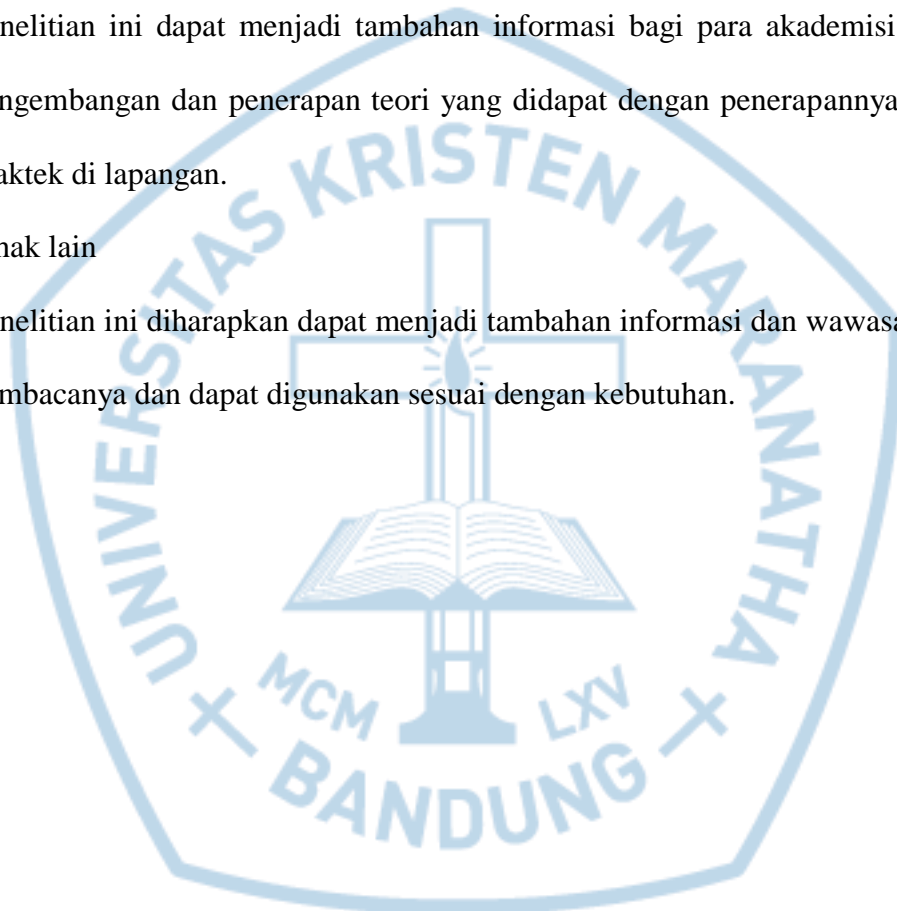 nelitian ini dapat menjadi tambahan informasi bagi para akademisi
ngembangan dan penerapan teori yang didapat dengan penerapannya
aktek di lapangan.
hak lain
nelitian ini diharapkan dapat menjadi tambahan informasi dan wawasa
mbacanya dan dapat digunakan sesuai dengan kebutuhan.
UNIVERSITAS KRISTEN MARANATHA
MCM LXV
BANDUNG